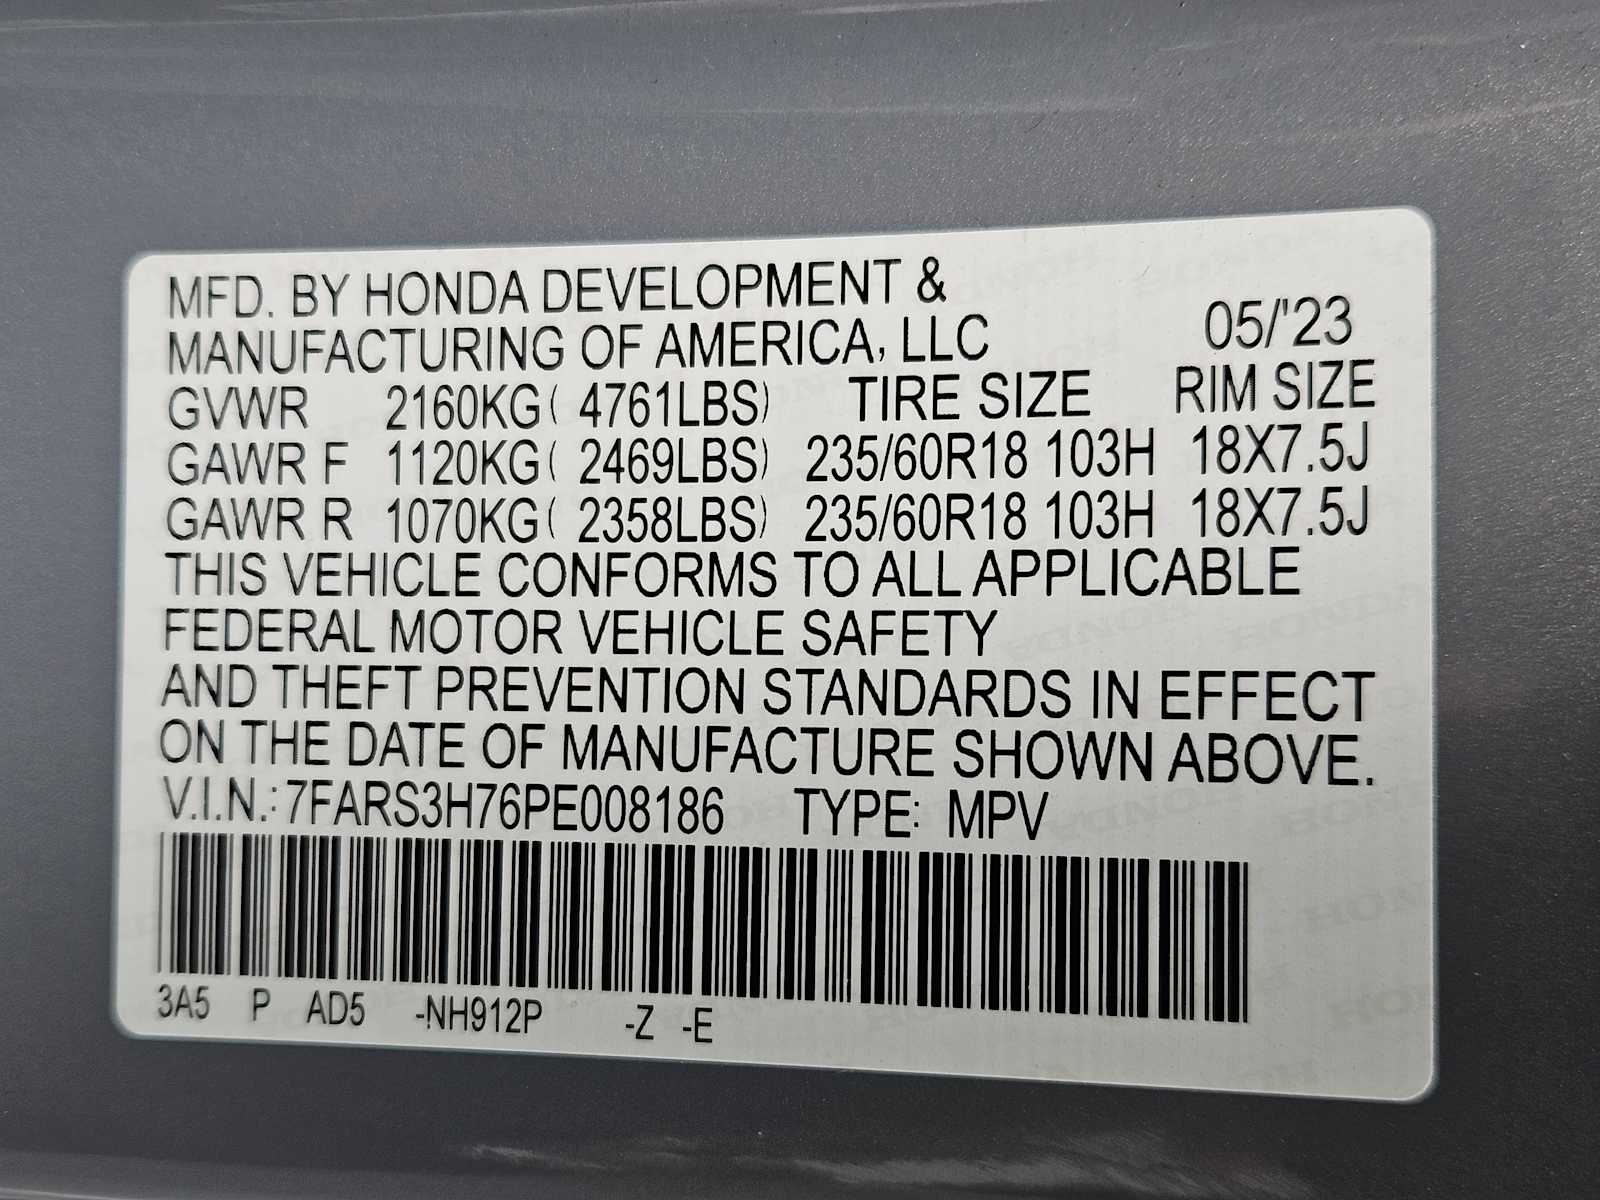 MFD. BY HONDA DEVELOPMENT &
MANUFACTURING OF AMERICA, LLC 05/'23
GVWR 2160KG( 4761LBS) TIRE SIZE RIM SIZE
GAWR F 1120KG( 2469LBS) 235/60R18 103H 18X7.5J
GAWR R 1070KG( 2358LBS) 235/60R18 103H 18X7.5J
THIS VEHICLE CONFORMS TO ALL APPLICABLE
FEDERAL MOTOR VEHICLE SAFETY
AND THEFT PREVENTION STANDARDS IN EFFECT
ON THE DATE OF MANUFACTURE SHOWN ABOVE.
V.I.N.: 7FARS3H76PE008186 TYPE: MPV
3A5 P AD5 -NH912P -Z -E